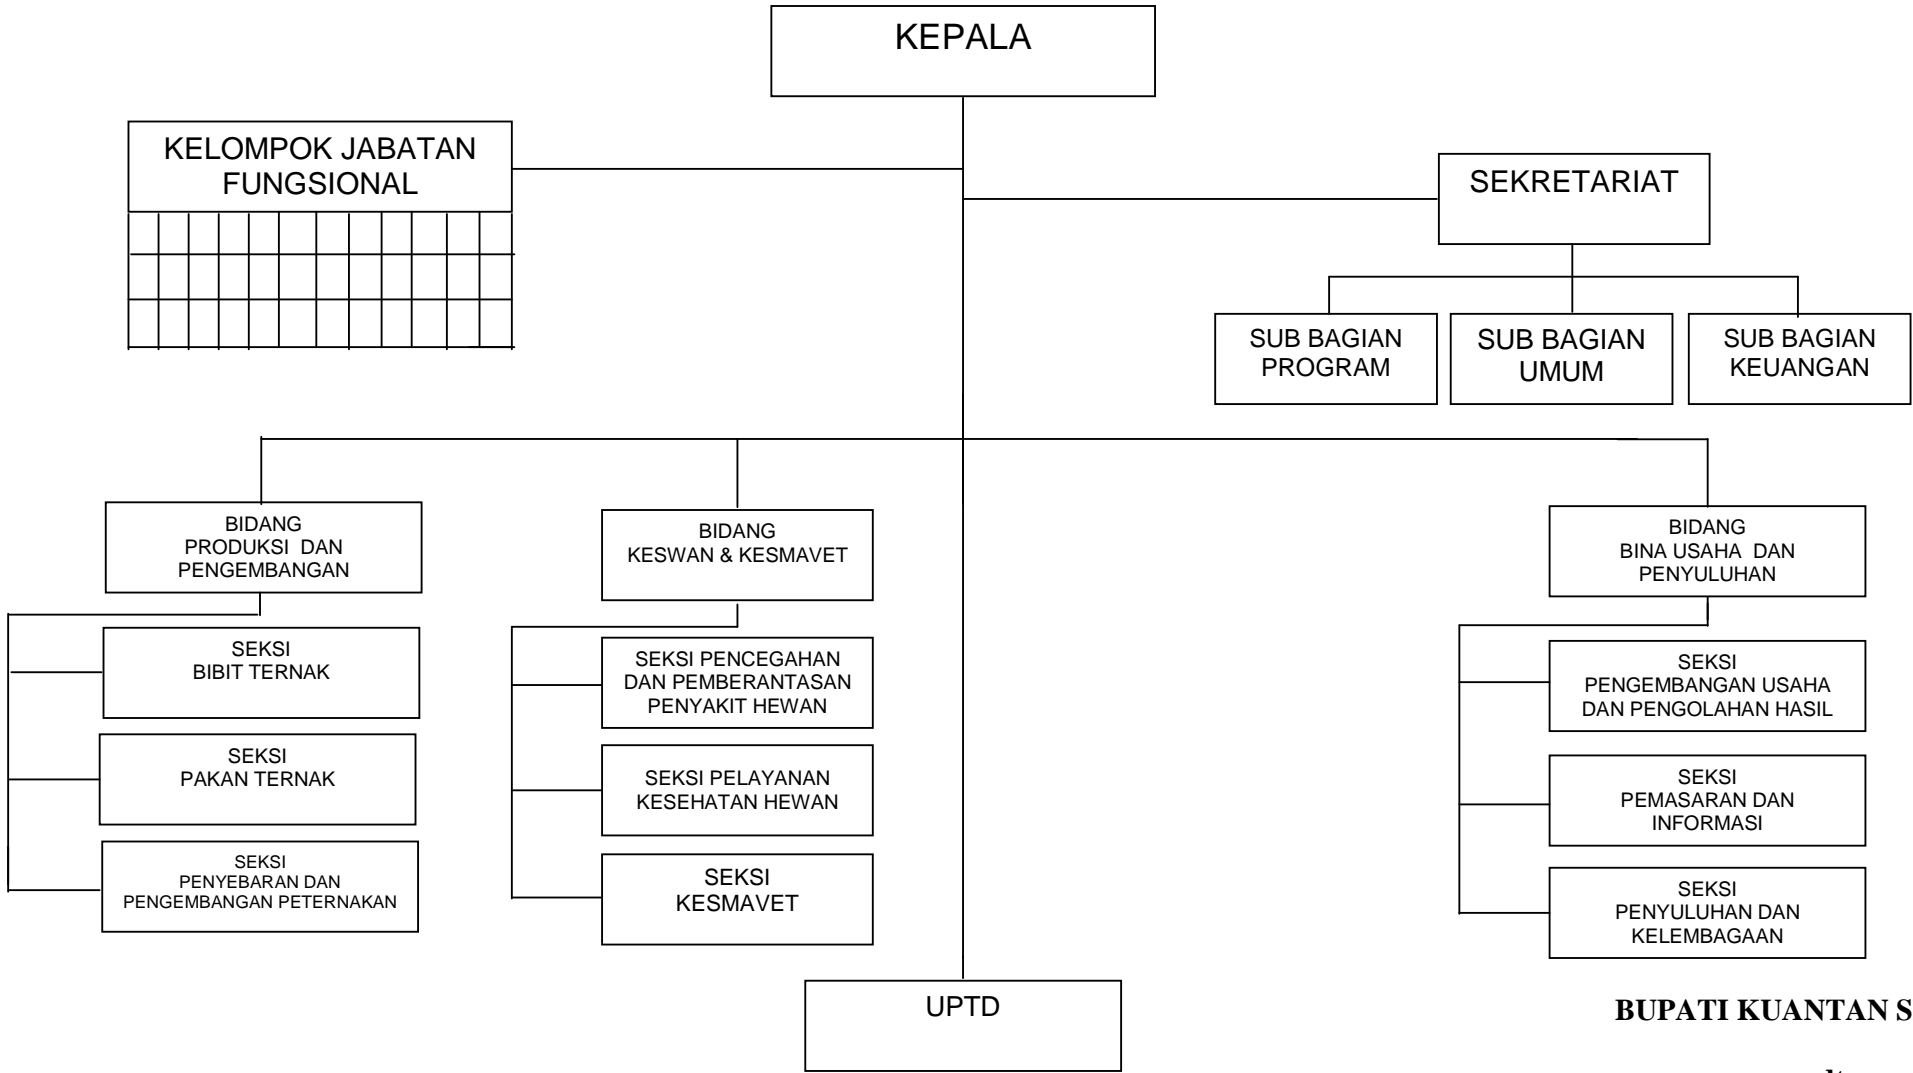 KEPALA
KELOMPOK JABATAN
FUNGSIONAL
SEKRETARIAT
SUB BAGIAN
PROGRAM
SUB BAGIAN
UMUM
SUB BAGIAN
KEUANGAN
BIDANG
PRODUKSI DAN
PENGEMBANGAN
SEKSI
BIBIT TERNAK
SEKSI
PAKAN TERNAK
SEKSI
PENYEBARAN DAN
PENGEMBANGAN PETERNAKAN
BIDANG
KESWAN & KESMAVET
SEKSI PENCEGAHAN
DAN PEMBERANTASAN
PENYAKIT HEWAN
SEKSI PELAYANAN
KESEHATAN HEWAN
SEKSI
KESMAVET
BIDANG
BINA USAHA DAN
PENYULUHAN
SEKSI
PENGEMBANGAN USAHA
DAN PENGOLAHAN HASIL
SEKSI
PEMASARAN DAN
INFORMASI
SEKSI
PENYULUHAN DAN
KELEMBAGAAN
UPTD
BUPATI KUANTAN S